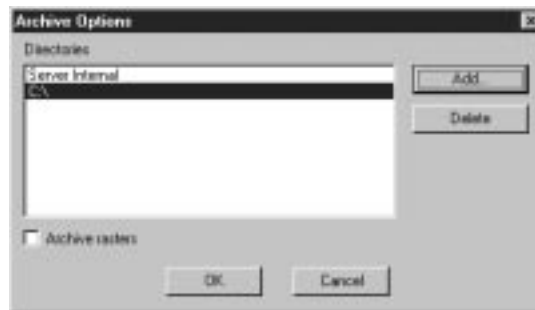 Archive Options
Directories
Server Internal
C:\
Add...
Delete
Archive rasters
OK
Cancel